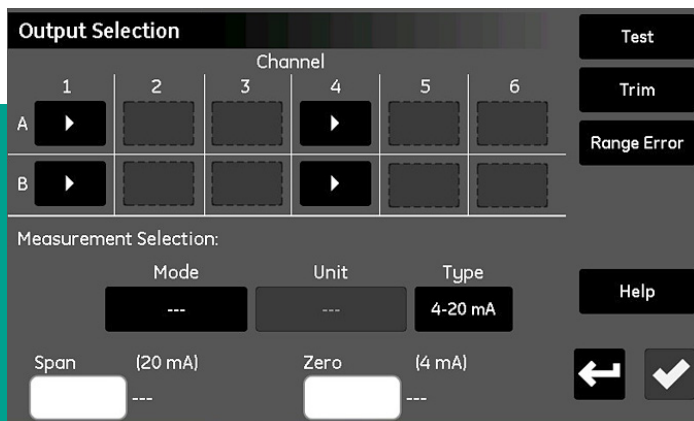 Output Selection
Test
Channel
1 2 3 4 5 6
Trim
A
Range Error
B
Measurement Selection:
Mode Unit Type
Help
--- --- 4-20 mA
Span (20 mA) Zero (4 mA)
--- ---